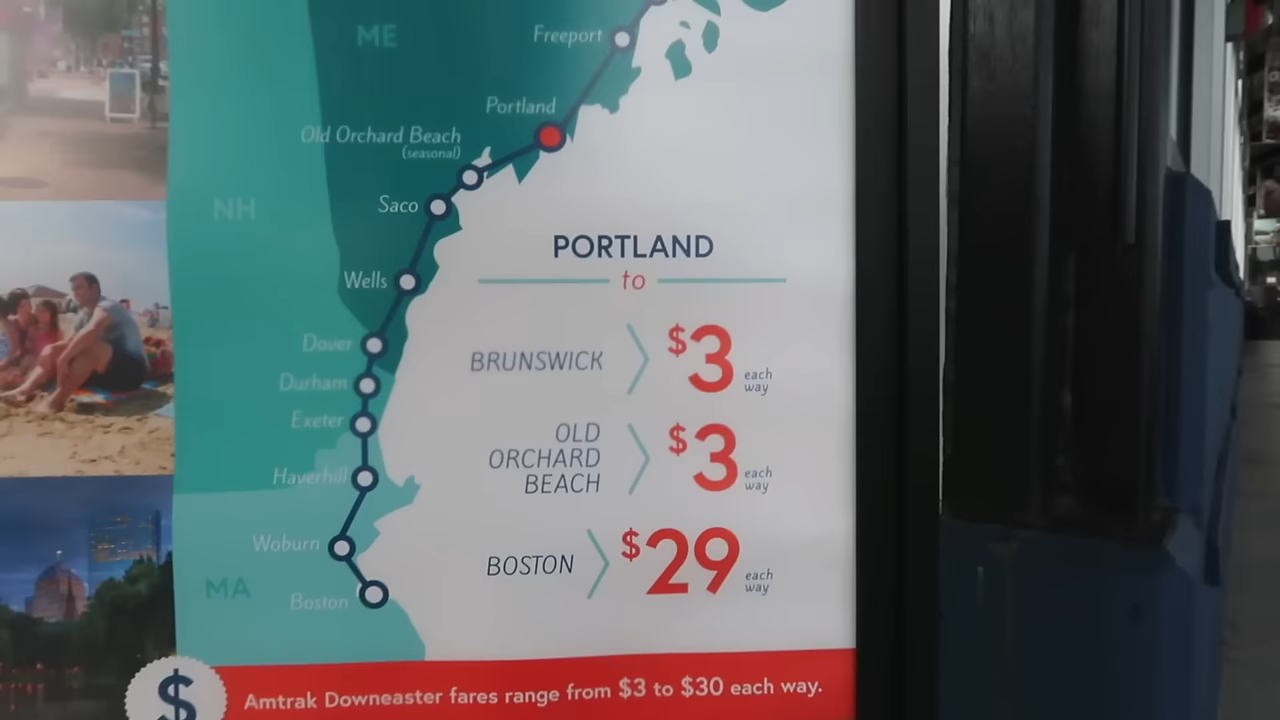 ME
Freeport
Portland
Old Orchard Beach
(seasonal)
NH
Saco
Wells
Dover
Durham
Exeter
Haverhill
Woburn
MA
Boston
PORTLAND
to
BRUNSWICK
$3
each
way
OLD
ORCHARD
BEACH
$3
each
way
BOSTON
$29
each
way
$
Amtrak Downeaster fares range from $3 to $30 each way.